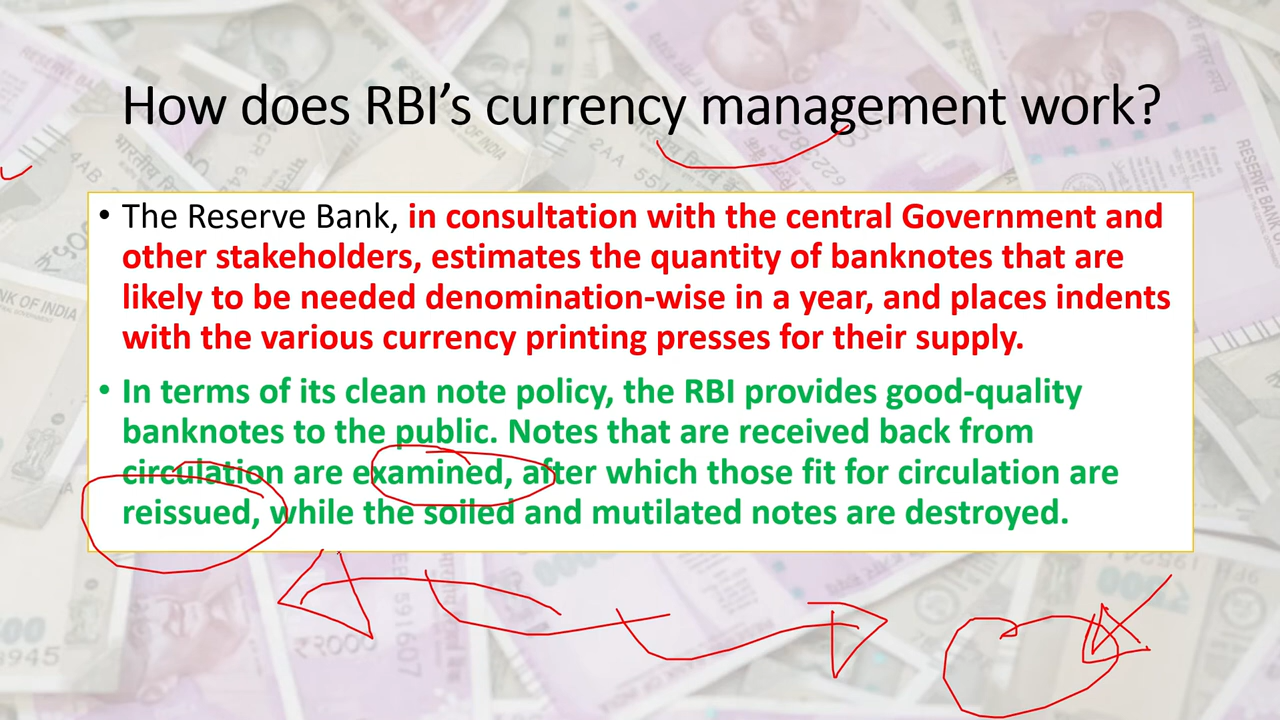 How does RBI’s currency management work?
• The Reserve Bank, in consultation with the central Government and
other stakeholders, estimates the quantity of banknotes that are
likely to be needed denomination-wise in a year, and places indents
with the various currency printing presses for their supply.
• In terms of its clean note policy, the RBI provides good-quality
banknotes to the public. Notes that are received back from
circulation are examined, after which those fit for circulation are
reissued, while the soiled and mutilated notes are destroyed.